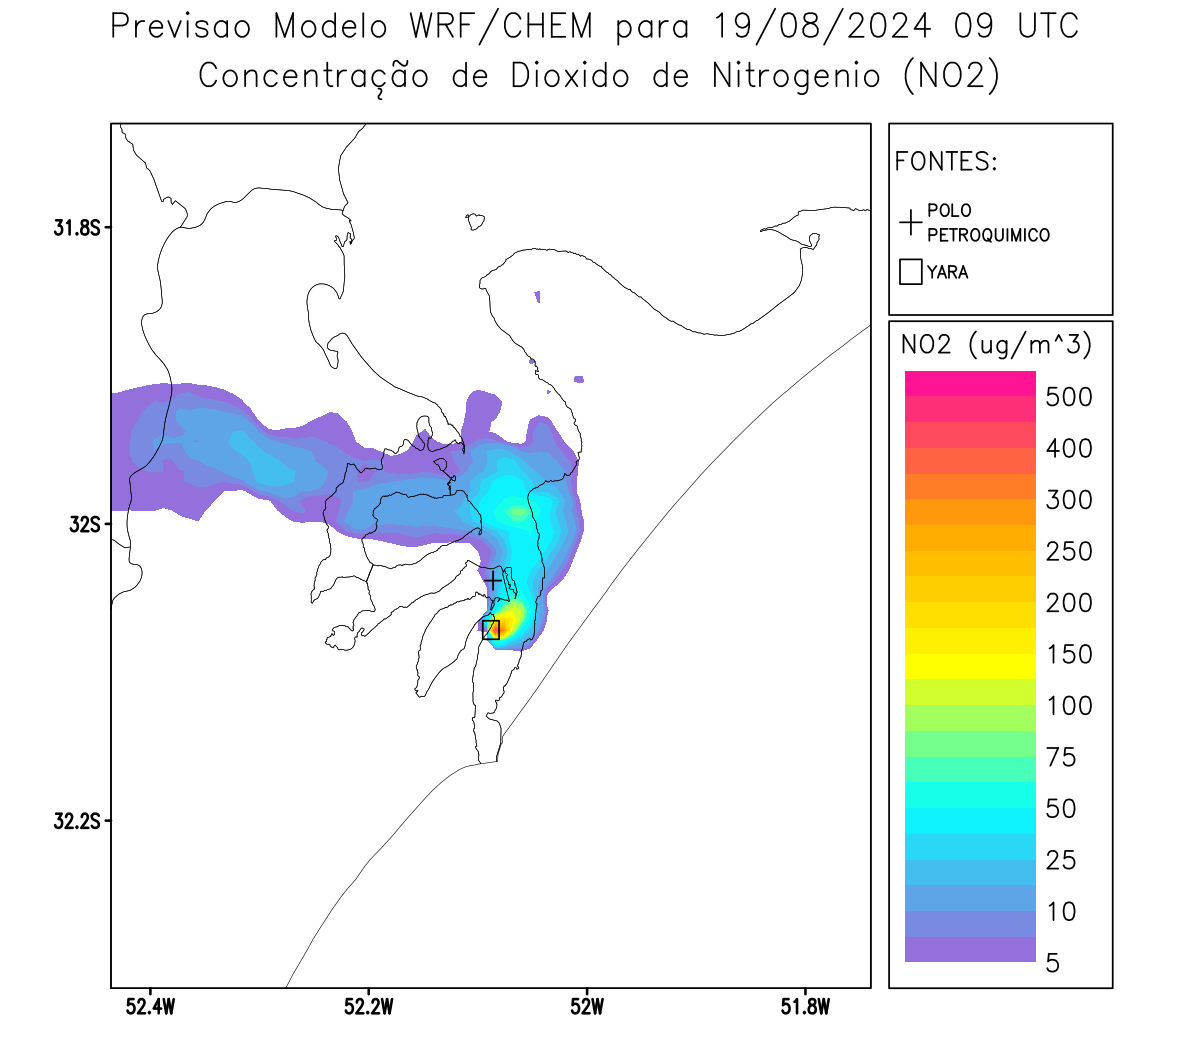 Previsao Modelo WRF/CHEM para 19/08/2024 09 UTC
Concentração de Dioxido de Nitrogenio (NO2)
FONTES:
POLO
PETROQUIMICO
YARA
NO2 (ug/m^3)
500
400
300
250
200
150
100
75
50
25
10
5
31.8S
32S
32.2S
52.4W
52.2W
52W
51.8W